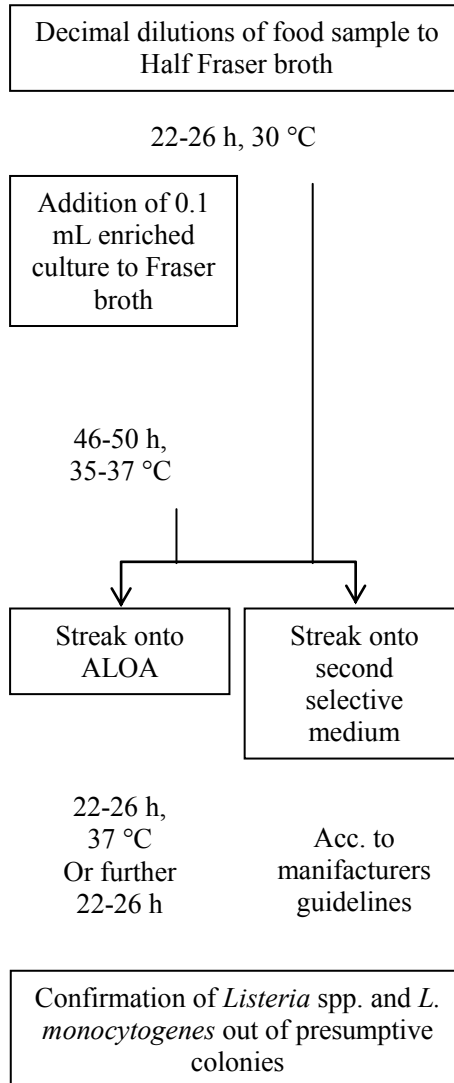 Decimal dilutions of food sample to
Half Fraser broth
22-26 h, 30 °C
Addition of 0.1
mL enriched
culture to Fraser
broth
46-50 h,
35-37 °C
Streak onto
ALOA
Streak onto
second
selective
medium
22-26 h,
37 °C
Or further
22-26 h
Acc. to
manifacturers
guidelines
Confirmation of Listeria spp. and L.
monocytogenes out of presumptive
colonies